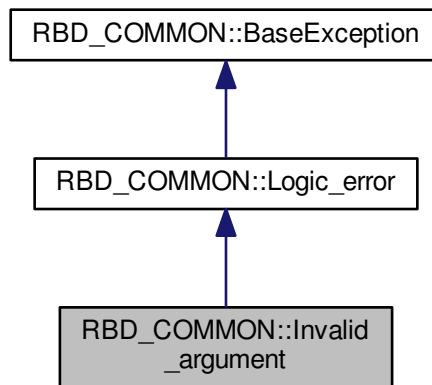 RBD_COMMON::BaseException
RBD_COMMON::Logic_error
RBD_COMMON::Invalid
_argument